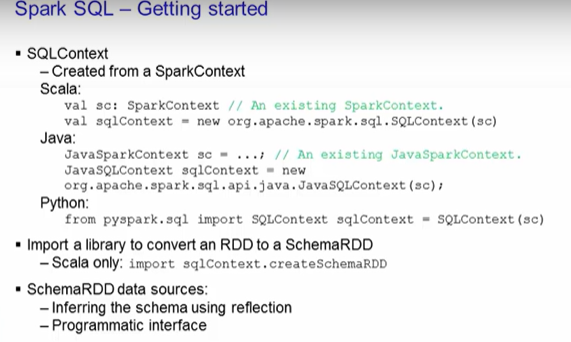 Spark SQL – Getting started
▪ SQLContext
– Created from a SparkContext
Scala:
val sc: SparkContext // An existing SparkContext.
val sqlContext = new org.apache.spark.sql.SQLContext(sc)
Java:
JavaSparkContext sc = ...; // An existing JavaSparkContext.
JavaSQLContext sqlContext = new
org.apache.spark.sql.api.java.JavaSQLContext(sc);
Python:
from pyspark.sql import SQLContext sqlContext = SQLContext(sc)
▪ Import a library to convert an RDD to a SchemaRDD
– Scala only: import sqlContext.createSchemaRDD
▪ SchemaRDD data sources:
– Inferring the schema using reflection
– Programmatic interface